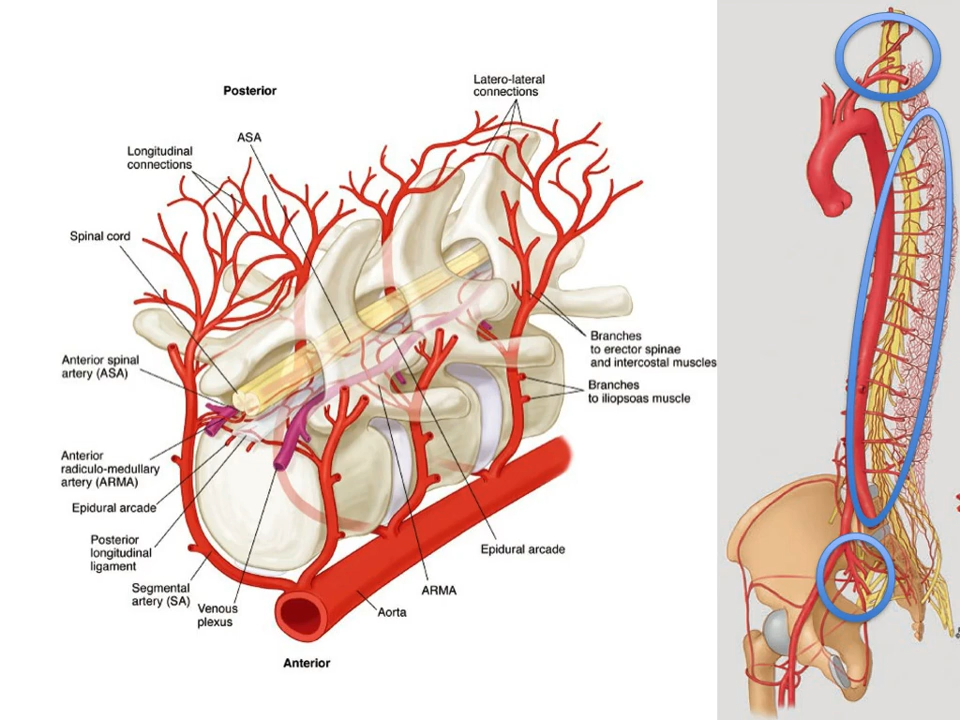 Posterior
Latero-lateral
connections
ASA
Longitudinal
connections
Spinal cord
Branches
to erector spinae
and intercostal muscles
Anterior spinal
artery (ASA)
Branches
to iliopsoas muscle
Anterior
radiculo-medullary
artery (ARMA)
Epidural arcade
Posterior
longitudinal
ligament
Epidural arcade
Segmental
artery (SA)
Venous
plexus
ARMA
Aorta
Anterior